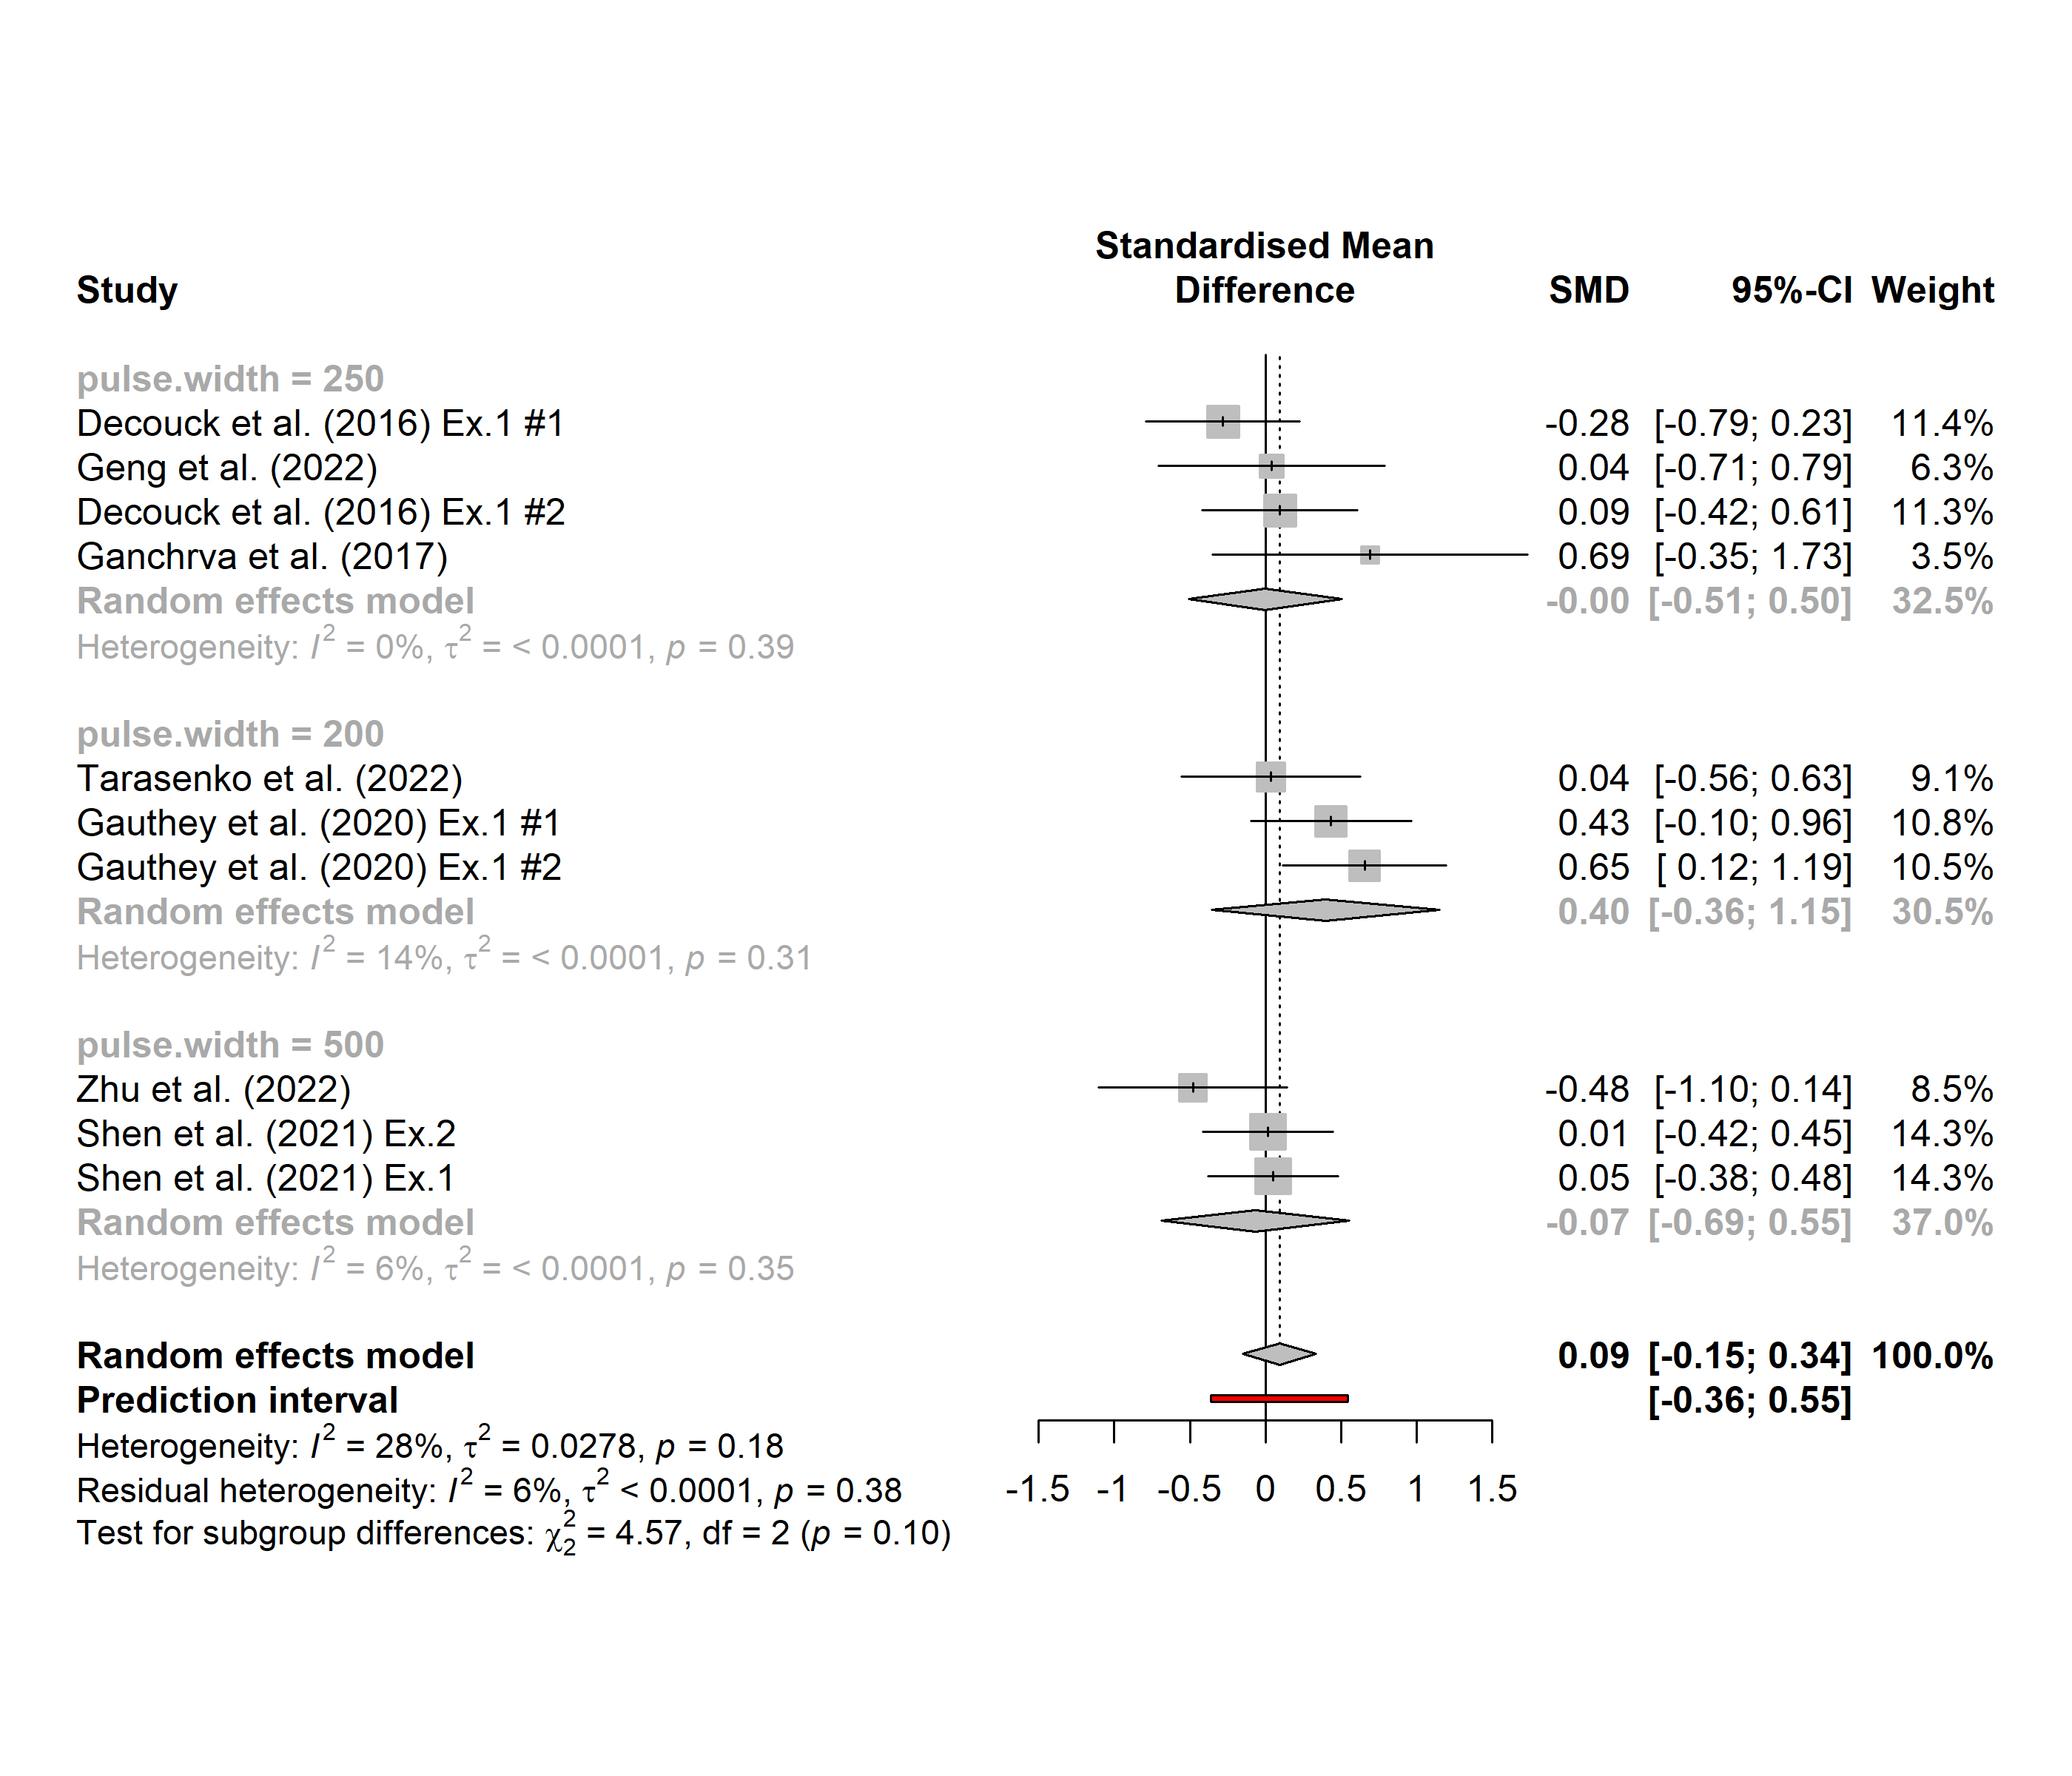 Standardised Mean
Study Difference SMD 95%-CI Weight
pulse.width = 250
Decouck et al. (2016) Ex.1 #1 -0.28 [-0.79; 0.23] 11.4%
Geng et al. (2022) 0.04 [-0.71; 0.79] 6.3%
Decouck et al. (2016) Ex.1 #2 0.09 [-0.42; 0.61] 11.3%
Ganchrva et al. (2017) 0.69 [-0.35; 1.73] 3.5%
Random effects model -0.00 [-0.51; 0.50] 32.5%
Heterogeneity: I² = 0%, τ² = < 0.0001, p = 0.39
pulse.width = 200
Tarasenko et al. (2022) 0.04 [-0.56; 0.63] 9.1%
Gauthey et al. (2020) Ex.1 #1 0.43 [-0.10; 0.96] 10.8%
Gauthey et al. (2020) Ex.1 #2 0.65 [ 0.12; 1.19] 10.5%
Random effects model 0.40 [-0.36; 1.15] 30.5%
Heterogeneity: I² = 14%, τ² = < 0.0001, p = 0.31
pulse.width = 500
Zhu et al. (2022) -0.48 [-1.10; 0.14] 8.5%
Shen et al. (2021) Ex.2 0.01 [-0.42; 0.45] 14.3%
Shen et al. (2021) Ex.1 0.05 [-0.38; 0.48] 14.3%
Random effects model -0.07 [-0.69; 0.55] 37.0%
Heterogeneity: I² = 6%, τ² = < 0.0001, p = 0.35
Random effects model 0.09 [-0.15; 0.34] 100.0%
Prediction interval [-0.36; 0.55]
Heterogeneity: I² = 28%, τ² = 0.0278, p = 0.18
Residual heterogeneity: I² = 6%, τ² < 0.0001, p = 0.38
-1.5 -1 -0.5 0 0.5 1 1.5
Test for subgroup differences: χ²₂ = 4.57, df = 2 (p = 0.10)